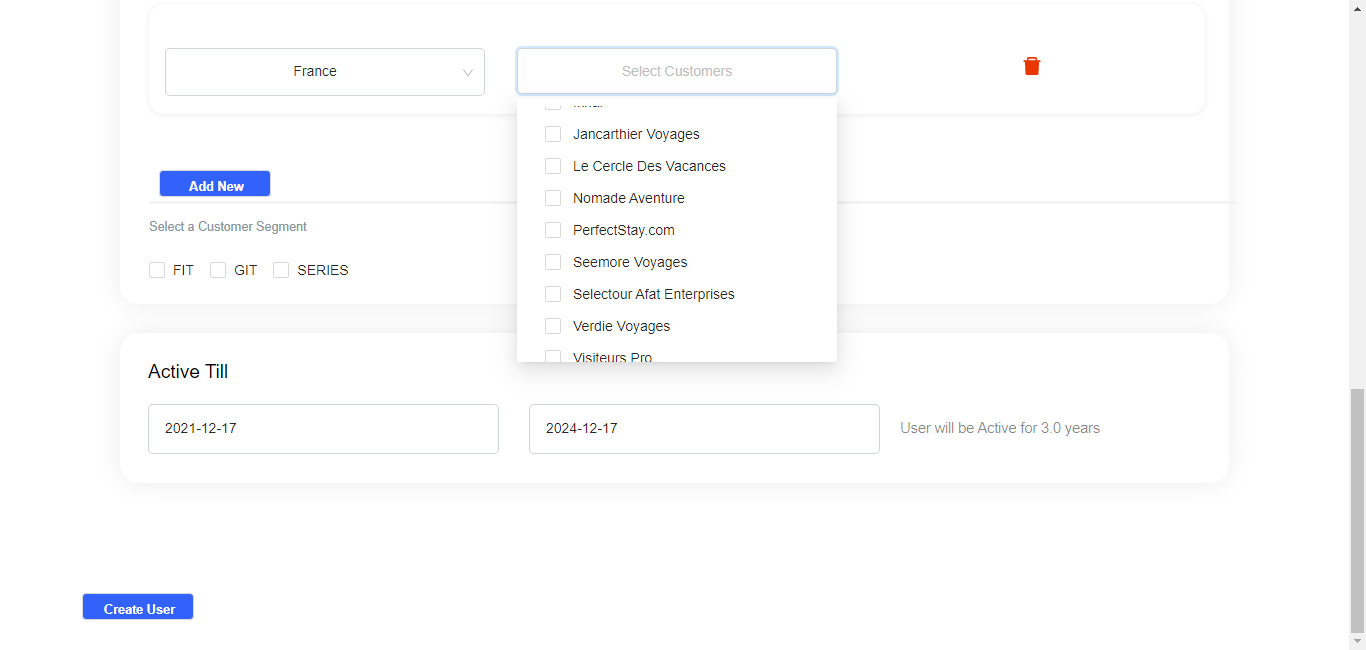 France
Select Customers
Jancarthier Voyages
Le Cercle Des Vacances
Nomade Aventure
PerfectStay.com
Seemore Voyages
Selectour Afat Enterprises
Verdie Voyages
Visiteurs Pro
Add New
Select a Customer Segment
FIT GIT SERIES
Active Till
2021-12-17 2024-12-17 User will be Active for 3.0 years
Create User